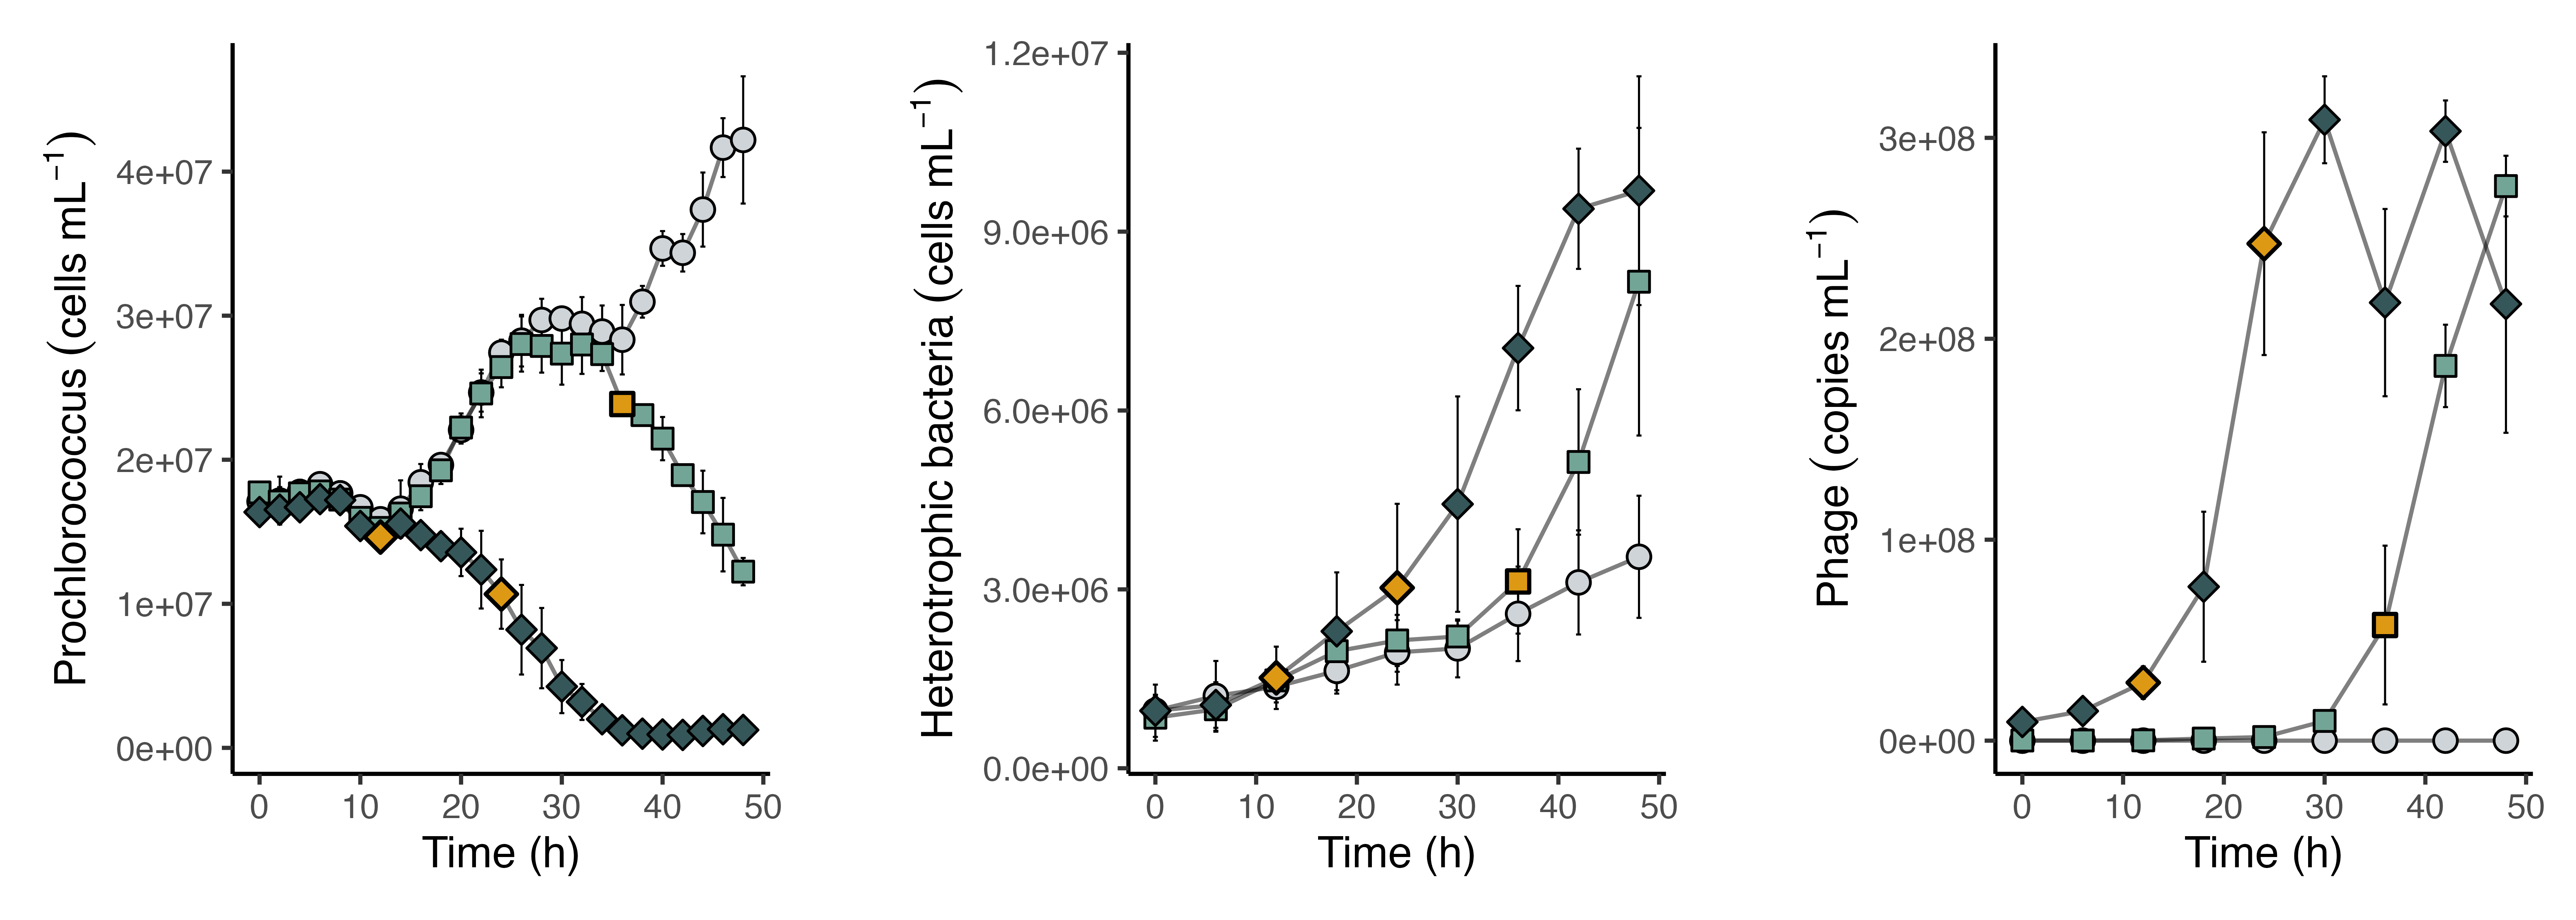 Prochlorococcus (cells mL⁻¹)
4e+07
3e+07
2e+07
1e+07
0e+00
0 10 20 30 40 50
Time (h)
Heterotrophic bacteria (cells mL⁻¹)
1.2e+07
9.0e+06
6.0e+06
3.0e+06
0.0e+00
0 10 20 30 40 50
Time (h)
Phage (copies mL⁻¹)
3e+08
2e+08
1e+08
0e+00
0 10 20 30 40 50
Time (h)